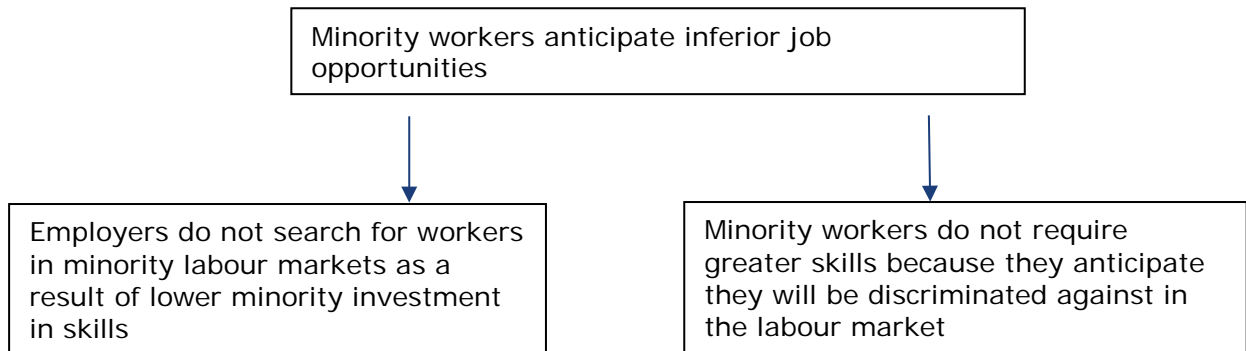 Minority workers anticipate inferior job
opportunities
Employers do not search for workers
in minority labour markets as a
result of lower minority investment
in skills
Minority workers do not require
greater skills because they anticipate
they will be discriminated against in
the labour market